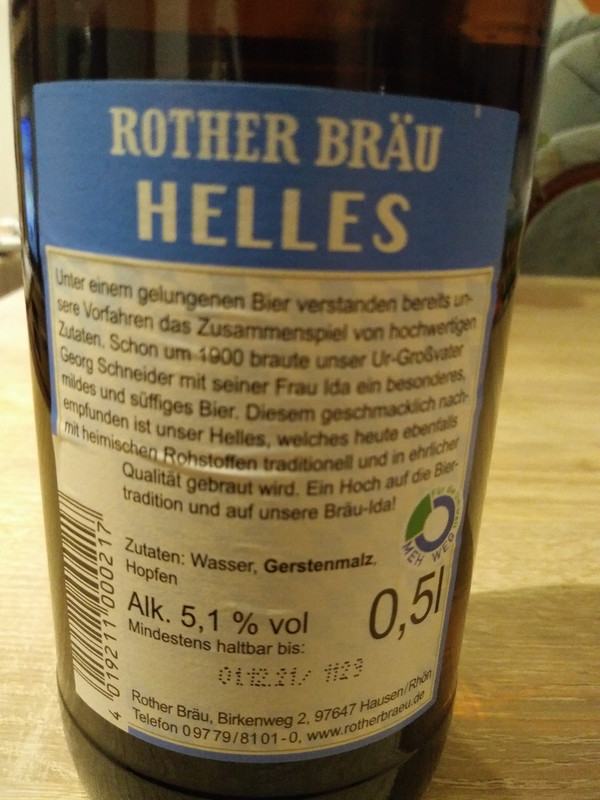 ROTHER BRÄU
HELLES
Unter einem gelungenen Bier verstanden bereits un-
sere Vorfahren das Zusammenspiel von hochwertigen
Zutaten. Schon um 1900 braute unser Ur-Großvater
Georg Schneider mit seiner Frau Ida ein besonderes,
mildes und süffiges Bier. Diesem geschmacklich nach-
empfunden ist unser Helles, welches heute ebenfalls
mit heimischen Rohstoffen traditionell und in ehrlicher
Qualität gebraut wird. Ein Hoch auf die Bier-
tradition und auf unsere Bräu-Ida!
MEHRWEG
Zutaten: Wasser, Gerstenmalz,
Hopfen
Alk. 5,1 % vol
0,5l
Mindestens haltbar bis:
01.12.21/ 1123
Rother Bräu, Birkenweg 2, 97647 Hausen/Rhön
Telefon 09779/8101-0, www.rotherbraeu.de
4 019211 000217